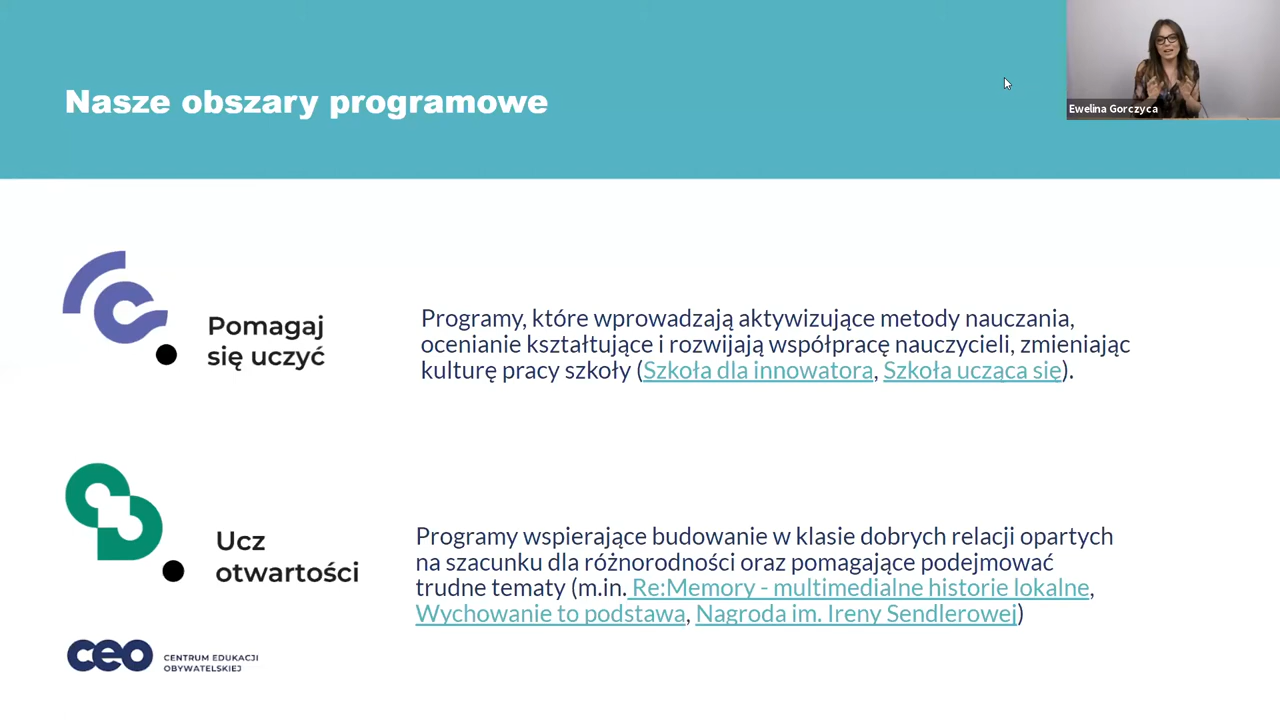 Nasze obszary programowe
Ewelina Gorczyca
Pomagaj
się uczyć
Programy, które wprowadzają aktywizujące metody nauczania,
ocenianie kształtujące i rozwijają współpracę nauczycieli, zmieniając
kulturę pracy szkoły (Szkoła dla innowatora, Szkoła ucząca się).
Ucz
otwartości
Programy wspierające budowanie w klasie dobrych relacji opartych
na szacunku dla różnorodności oraz pomagające podejmować
trudne tematy (m.in. Re:Memory - multimedialne historie lokalne,
Wychowanie to podstawa, Nagroda im. Ireny Sendlerowej)
ceo
CENTRUM EDUKACJI
OBYWATELSKIEJ